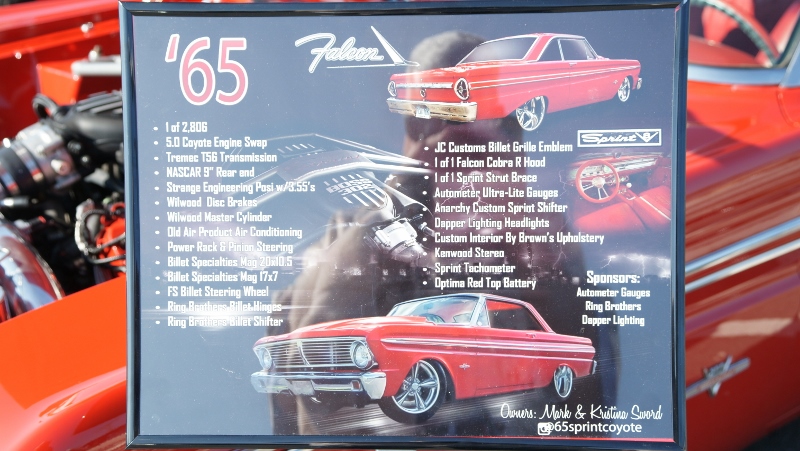 '65
Falcon
1 of 2,806
5.0 Coyote Engine Swap
Tremec T56 Transmission
NASCAR 9" Rear and
Strange Engineering Posi w/3.55's
Wilwood Disc Brakes
Wilwood Master Cylinder
Old Air Product Air Conditioning
Power Rack & Pinion Steering
Billet Specialties Mag 20x10.5
Billet Specialties Mag 17x7
FS Billet Steering Wheel
Ring Brothers Billet Hinges
Ring Brothers Billet Shifter
JC Customs Billet Grille Emblem
1 of 1 Falcon Cobra R Hood
1 of 1 Sprint Strut Brace
Autometer Ultra-Lite Gauges
Anarchy Custom Sprint Shifter
Dapper Lighting Headlights
Custom Interior By Brown's Upholstery
Kenwood Stereo
Sprint Tachometer
Optima Red Top Battery
Sprint V8
Sponsors:
Autometer Gauges
Ring Brothers
Dapper Lighting
Owners: Mark & Kristina Sword
@65sprintcoyote